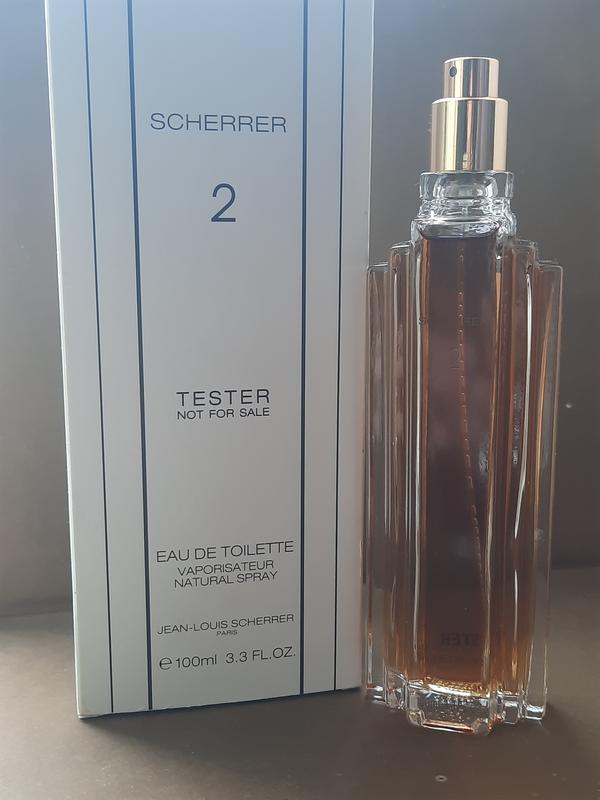 SCHERRER
2
TESTER
NOT FOR SALE
EAU DE TOILETTE
VAPORISATEUR
NATURAL SPRAY
JEAN-LOUIS SCHERRER
PARIS
℮ 100ml 3.3 FL.OZ.